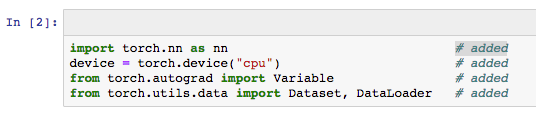 In [2]:
import torch.nn as nn # added
device = torch.device("cpu") # added
from torch.autograd import Variable # added
from torch.utils.data import Dataset, DataLoader # added